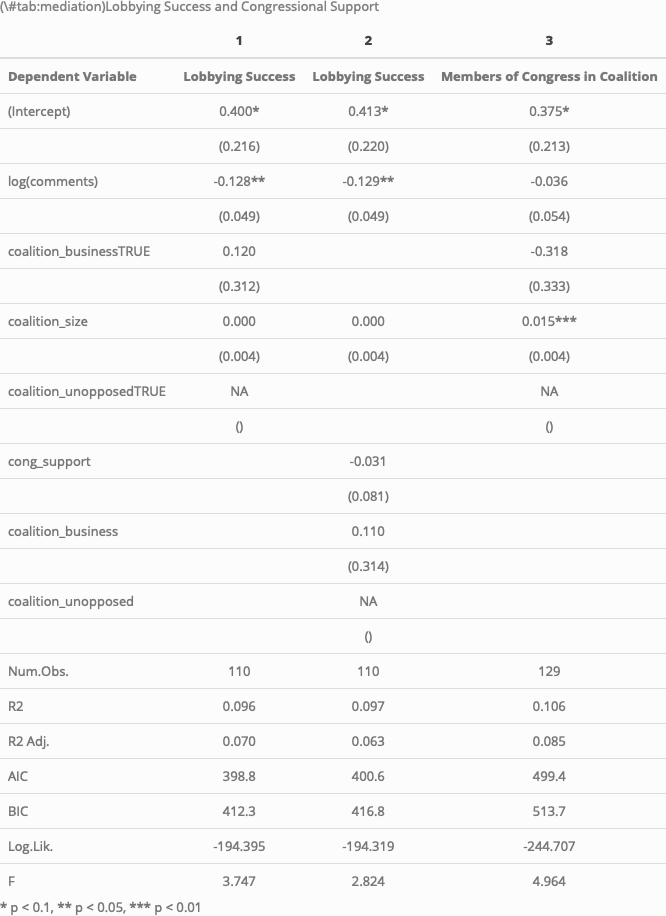 (\#tab:mediation)Lobbying Success and Congressional Support
1 2 3
Dependent Variable Lobbying Success Lobbying Success Members of Congress in Coalition
(Intercept) 0.400* 0.413* 0.375*
(0.216) (0.220) (0.213)
log(comments) -0.128** -0.129** -0.036
(0.049) (0.049) (0.054)
coalition_businessTRUE 0.120 -0.318
(0.312) (0.333)
coalition_size 0.000 0.000 0.015***
(0.004) (0.004) (0.004)
coalition_unopposedTRUE NA NA
() ()
cong_support -0.031
(0.081)
coalition_business 0.110
(0.314)
coalition_unopposed NA
()
Num.Obs. 110 110 129
R2 0.096 0.097 0.106
R2 Adj. 0.070 0.063 0.085
AIC 398.8 400.6 499.4
BIC 412.3 416.8 513.7
Log.Lik. -194.395 -194.319 -244.707
F 3.747 2.824 4.964
* p < 0.1, ** p < 0.05, *** p < 0.01